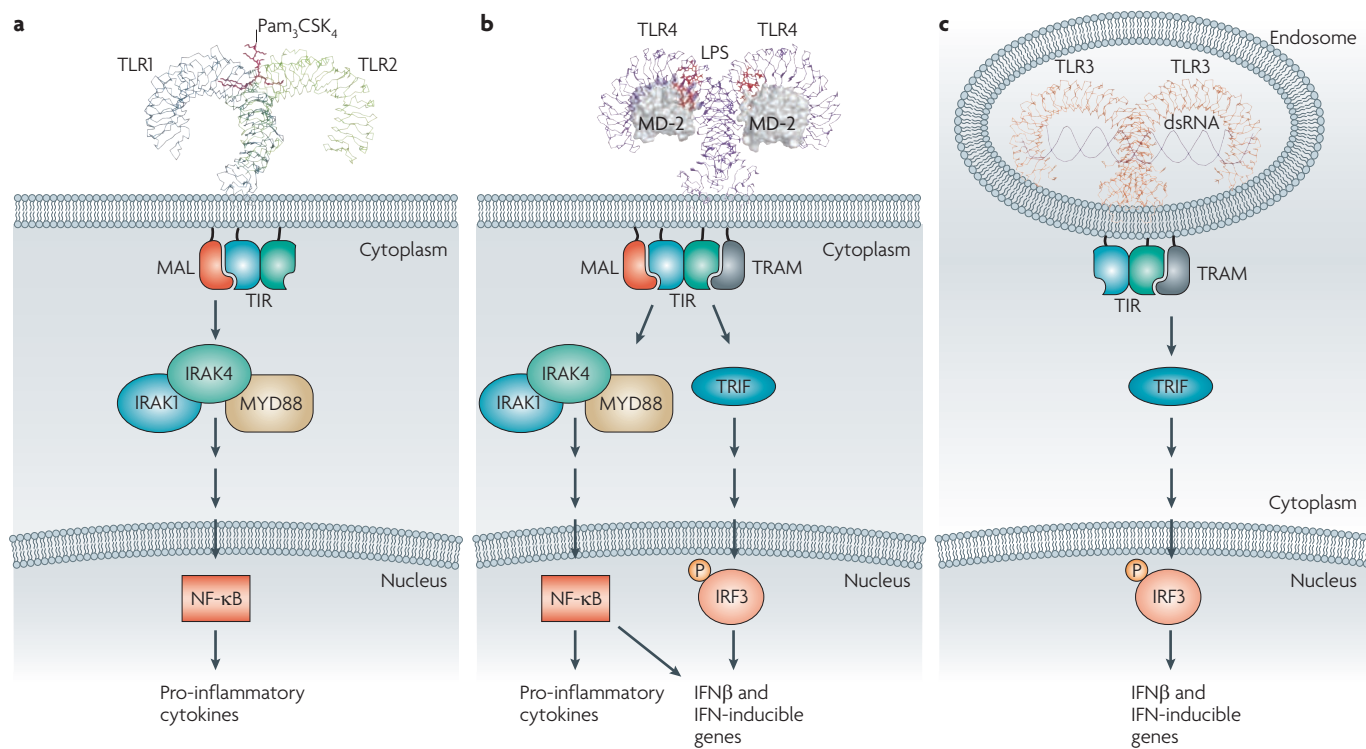 a
Pam3CSK4
TLR1
TLR2
Cytoplasm
MAL
TIR
IRAK4
IRAK1
MYD88
Nucleus
NF-κB
Pro-inflammatory
cytokines
b
TLR4
TLR4
LPS
MD-2
MD-2
Cytoplasm
MAL
TRAM
TIR
IRAK4
IRAK1
MYD88
TRIF
Nucleus
NF-κB
P
IRF3
Pro-inflammatory
cytokines
IFNβ and
IFN-inducible
genes
c
Endosome
TLR3
TLR3
dsRNA
TRAM
TIR
TRIF
Cytoplasm
Nucleus
P
IRF3
IFNβ and
IFN-inducible
genes